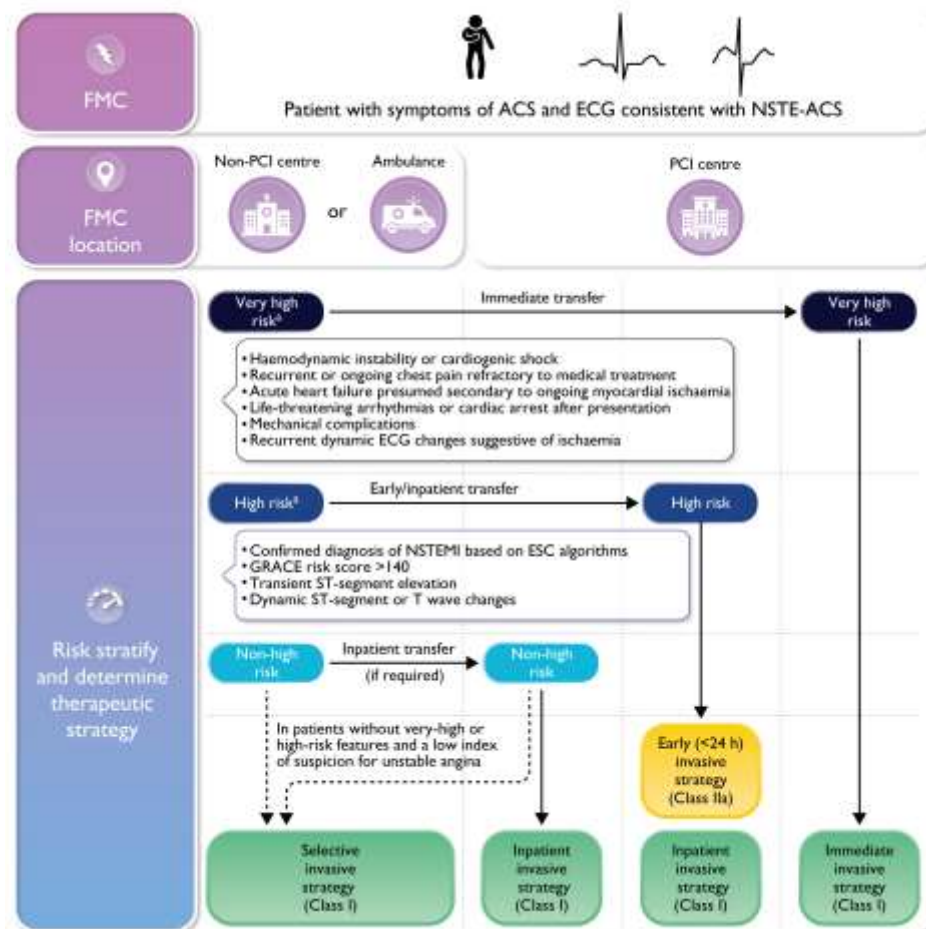 FMC
Patient with symptoms of ACS and ECG consistent with NSTE-ACS
FMC
location
Non-PCI centre
or
Ambulance
PCI centre
Risk stratify
and determine
therapeutic
strategy
Very high
riskª
Immediate transfer
Very high
risk
• Haemodynamic instability or cardiogenic shock
• Recurrent or ongoing chest pain refractory to medical treatment
• Acute heart failure presumed secondary to ongoing myocardial ischaemia
• Life-threatening arrhythmias or cardiac arrest after presentation
• Mechanical complications
• Recurrent dynamic ECG changes suggestive of ischaemia
High riskª
Early/inpatient transfer
High risk
• Confirmed diagnosis of NSTEMI based on ESC algorithms
• GRACE risk score >140
• Transient ST-segment elevation
• Dynamic ST-segment or T wave changes
Non-high
risk
Inpatient transfer
(if required)
Non-high
risk
In patients without very-high or
high-risk features and a low index
of suspicion for unstable angina
Early (<24 h)
invasive
strategy
(Class IIa)
Selective
invasive
strategy
(Class I)
Inpatient
invasive
strategy
(Class I)
Inpatient
invasive
strategy
(Class I)
Immediate
invasive
strategy
(Class I)